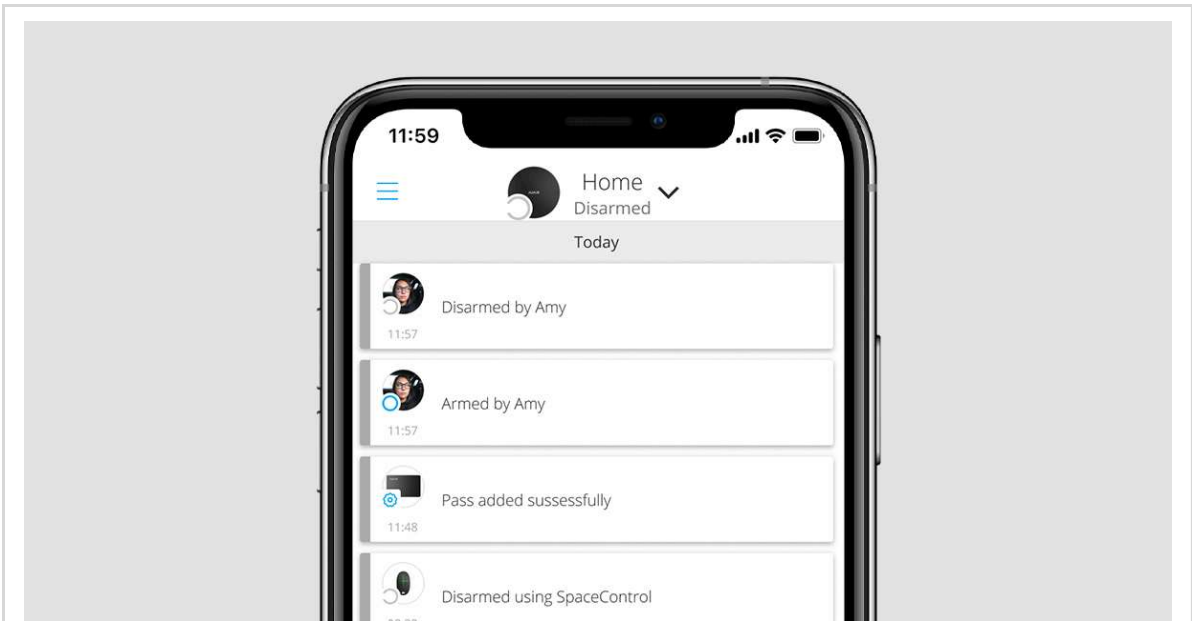 11:59
Home
Disarmed
Today
Disarmed by Amy
11:57
Armed by Amy
11:57
Pass added sussessfully
11:48
Disarmed using SpaceControl